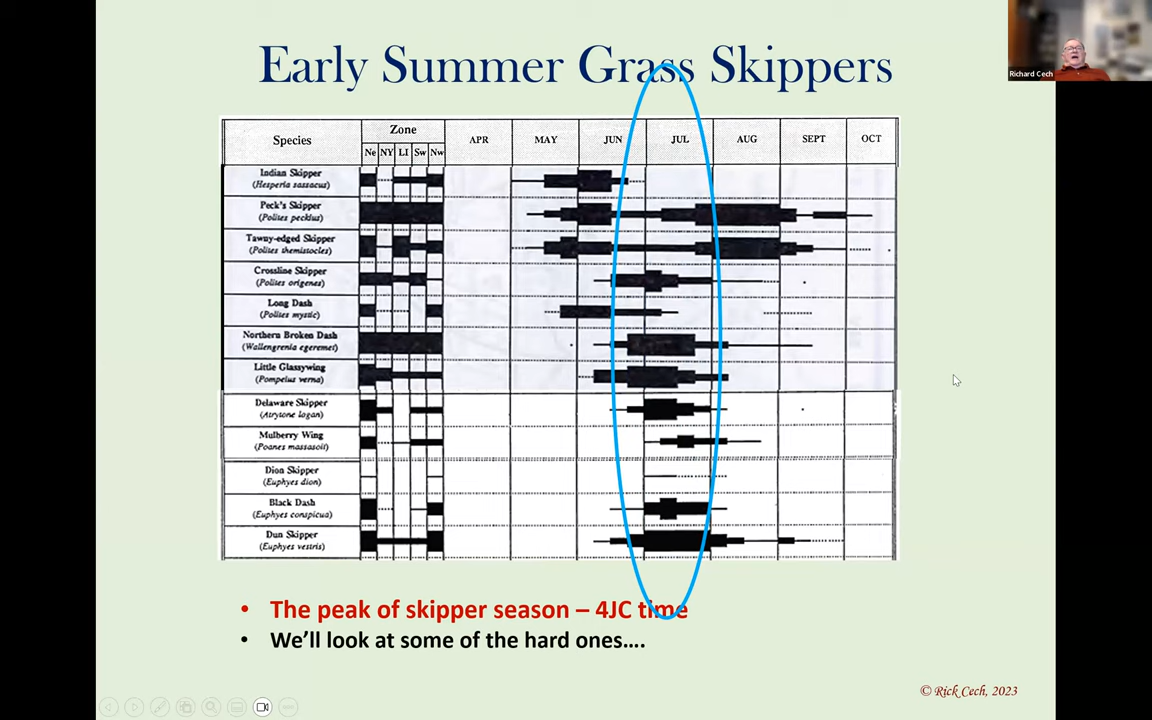 Early Summer Grass Skippers
Richard Cech
Species
Zone
APR
MAY
JUN
JUL
AUG
SEPT
OCT
Ne
NY
LI
Sw
Nw
Indian Skipper
(Hesperia sassacus)
Peck's Skipper
(Polites peckius)
Tawny-edged Skipper
(Polites themistocles)
Crossline Skipper
(Polites origenes)
Long Dash
(Polites mystic)
Northern Broken Dash
(Wallengrenia egeremet)
Little Glassywing
(Pompeius verna)
Delaware Skipper
(Atrytone logan)
Mulberry Wing
(Poanes massasoit)
Dion Skipper
(Euphyes dion)
Black Dash
(Euphyes conspicua)
Dun Skipper
(Euphyes vestris)
• The peak of skipper season – 4JC time
• We'll look at some of the hard ones….
© Rick Cech, 2023